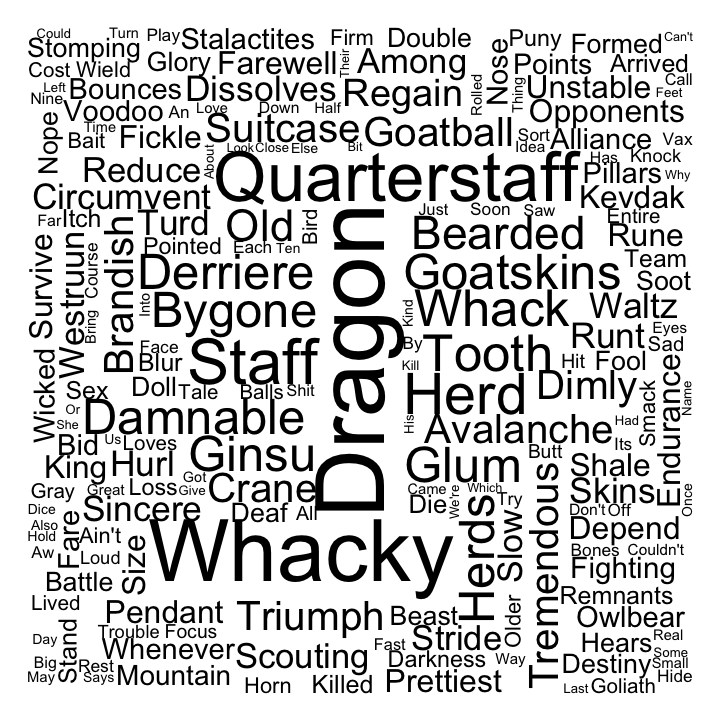 Could
Turn
Play
Stalactites
Firm
Double
Puny
Formed
Can't
Stomping
Cost
Wield
Glory
Farewell
Their
Among
Nose
Points
Arrived
Left
Nine
Bounces
Dissolves
Regain
Rolled
Thing
Unstable
Call
Feet
Voodoo
An
Love
Down
Half
Opponents
Nope
Time
Bait
Fickle
Suitcase
Goatball
Sort
Idea
Alliance
Vax
Look
Close
Else
Bit
Reduce
About
Quarterstaff
Has
Knock
Pillars
Why
Circumvent
Kevdak
Far
Itch
Turd
Old
Bird
Just
Soon
Saw
Entire
Pointed
Each
Ten
Dragon
Bearded
Rune
Survive
Westruun
Bring
Course
Brandish
Derriere
Goatskins
Team
Soot
Into
Bygone
Kind
Whack
Waltz
Face
Blur
Staff
By
Kill
Tooth
Runt
Eyes
Sad
Hit
Fool
Wicked
Sex
Doll
Tale
Balls
Shit
Herd
Dimly
Smack
Endurance
Name
Or
She
Damnable
His
Avalanche
Had
Its
Bid
Us
Loves
Ginsu
Glum
Butt
Shale
King
Hurl
Got
Gray
Great
Loss
Give
Crane
Came
Die
We're
Which
Try
Skins
Once
Dice
Sincere
Deaf
All
Don't
Off
Also
Hold
Fare
Ain't
Whacky
Herds
Slow
Tremendous
Depend
Aw
Loud
Size
Bones
Couldn't
Battle
Fighting
Lived
Pendant
Triumph
Beast
Older
Remnants
Owlbear
Day
Stand
Trouble
Focus
Fast
Stride
Hears
Real
Whenever
Scouting
Darkness
Way
Destiny
Some
Small
Big
Rest
May
Says
Mountain
Horn
Killed
Prettiest
Last
Goliath
Hide